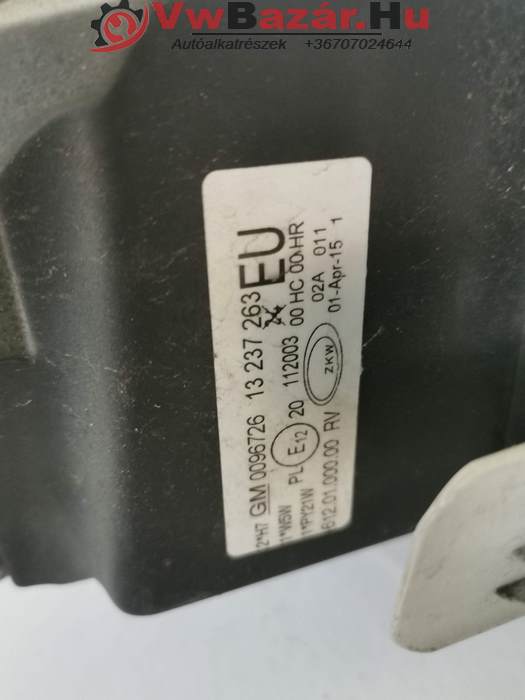 VwBazár.Hu
Autóalkatrészek +36707024644
2*H7 GM 0096726 13 237 263 X EU
1*W5W PL E12 20 112003 00 HC 00 HR
1*PY21W ZKW 02A 011
612.01.000.00 RV 01-Apr-15 1